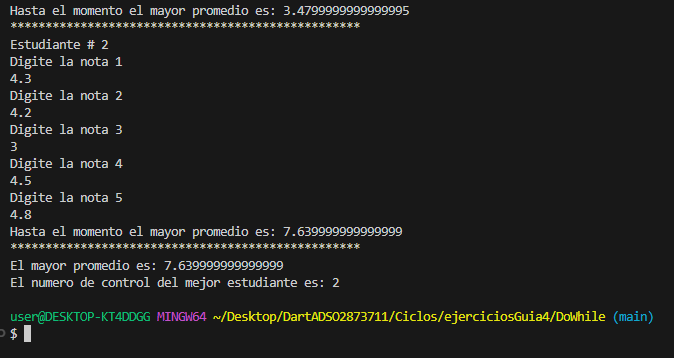 Hasta el momento el mayor promedio es: 3.4799999999999995
**************************************************
Estudiante # 2
Digite la nota 1
4.3
Digite la nota 2
4.2
Digite la nota 3
3
Digite la nota 4
4.5
Digite la nota 5
4.8
Hasta el momento el mayor promedio es: 7.639999999999999
**************************************************
El mayor promedio es: 7.639999999999999
El numero de control del mejor estudiante es: 2
user@DESKTOP-KT4DDGG MINGW64 ~/Desktop/DartADSO2873711/Ciclos/ejerciciosGuia4/DoWhile (main)
$